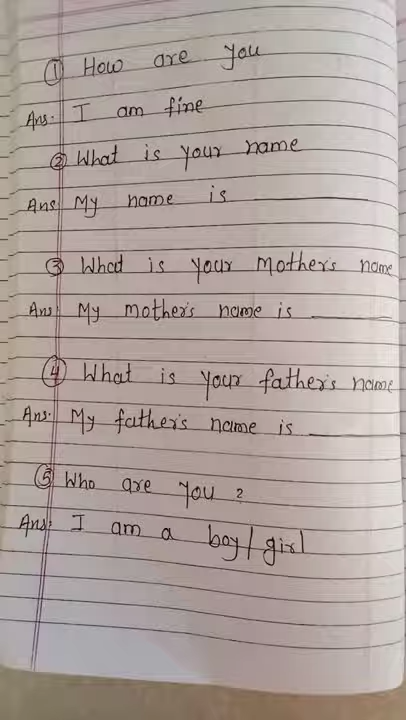 ① How are you
Ans. I am fine
② What is your name
Ans My name is ________
③ What is your mother's name
Ans My mother's name is ________
④ What is your father's name
Ans. My father's name is ________
⑤ Who are you ?
Ans. I am a boy/girl